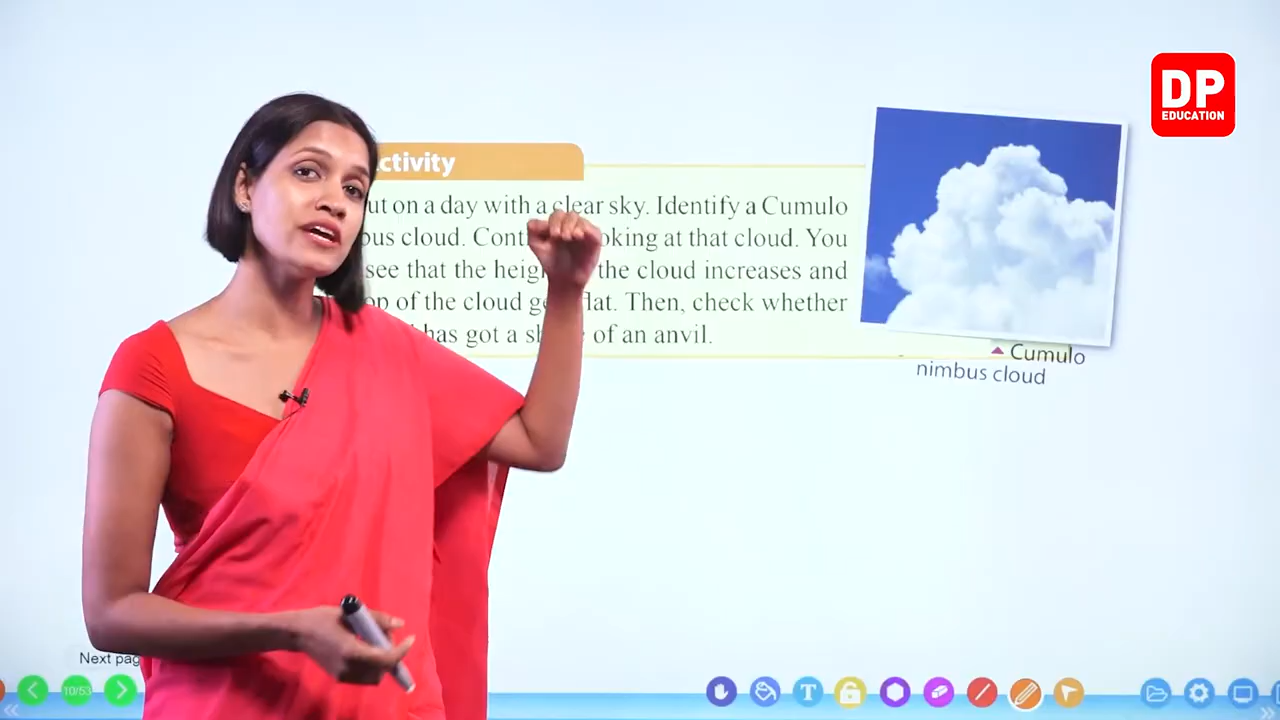 DP
EDUCATION
ctivity
ut on a day with a clear sky. Identify a Cumulo
bus cloud. Cont oking at that cloud. You
see that the heig the cloud increases and
op of the cloud ge flat. Then, check whether
has got a sh of an anvil.
Cumulo
nimbus cloud
Next pag
10/53
T